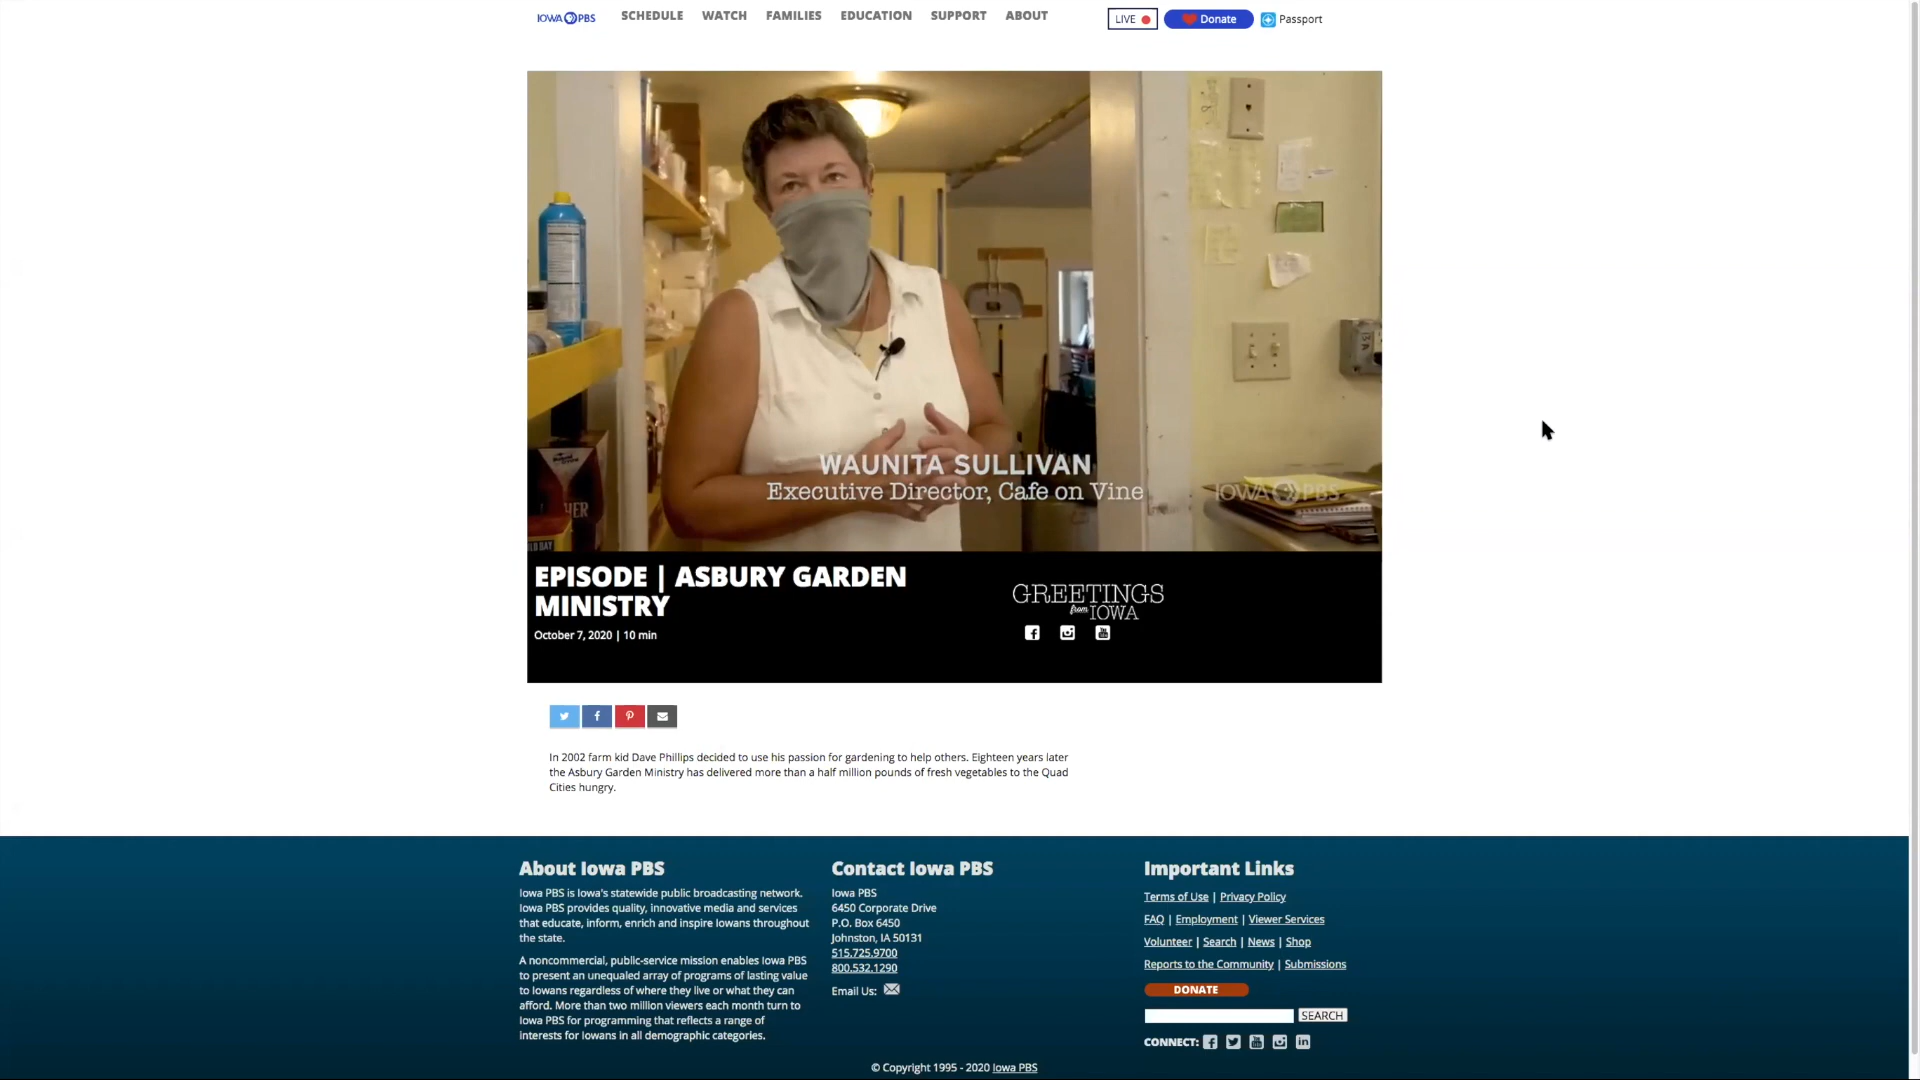 IOWA PBS
SCHEDULE
WATCH
FAMILIES
EDUCATION
SUPPORT
ABOUT
LIVE
Donate
Passport
WAUNITA SULLIVAN
Executive Director, Cafe on Vine
IOWA PBS
EPISODE | ASBURY GARDEN
MINISTRY
October 7, 2020 | 10 min
GREETINGS
from IOWA
In 2002 farm kid Dave Phillips decided to use his passion for gardening to help others. Eighteen years later
the Asbury Garden Ministry has delivered more than a half million pounds of fresh vegetables to the Quad
Cities hungry.
About Iowa PBS
Iowa PBS is Iowa's statewide public broadcasting network.
Iowa PBS provides quality, innovative media and services
that educate, inform, enrich and inspire Iowans throughout
the state.
A noncommercial, public-service mission enables Iowa PBS
to present an unequaled array of programs of lasting value
to Iowans regardless of where they live or what they can
afford. More than two million viewers each month turn to
Iowa PBS for programming that reflects a range of
interests for Iowans in all demographic categories.
Contact Iowa PBS
Iowa PBS
6450 Corporate Drive
P.O. Box 6450
Johnston, IA 50131
515.725.9700
800.532.1290
Email Us:
Important Links
Terms of Use | Privacy Policy
FAQ | Employment | Viewer Services
Volunteer | Search | News | Shop
Reports to the Community | Submissions
DONATE
SEARCH
CONNECT:
© Copyright 1995 - 2020 Iowa PBS